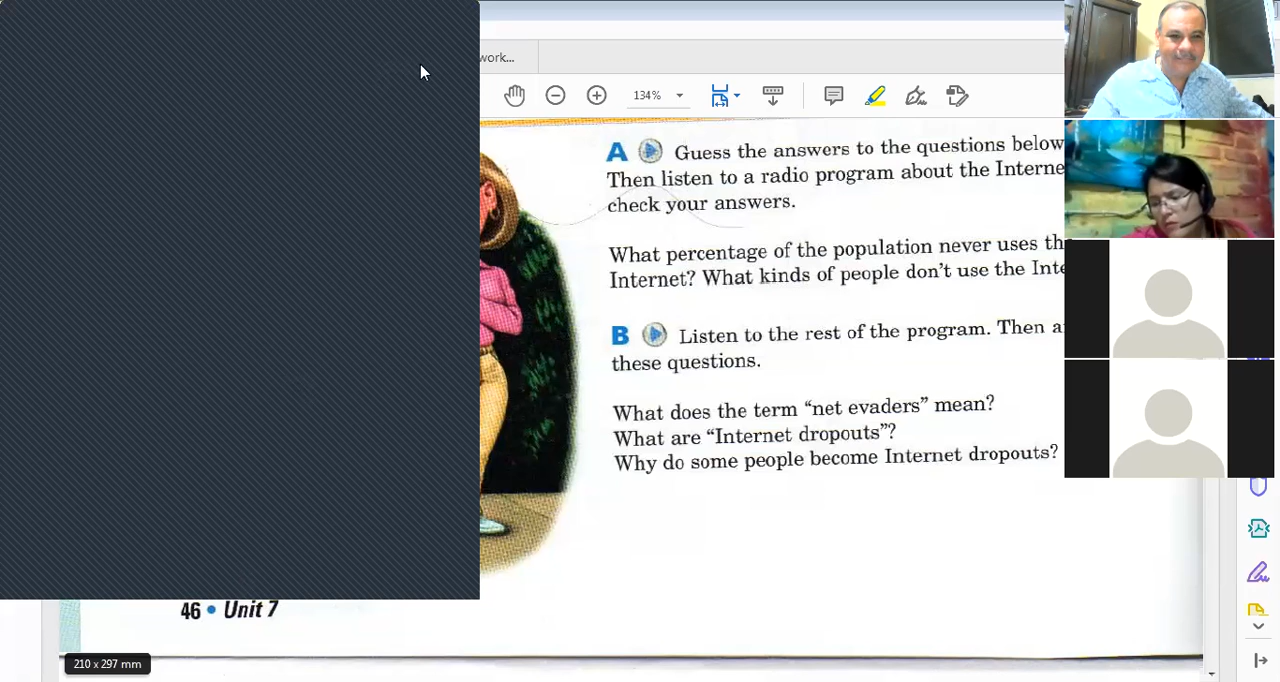 work...
134%
A Guess the answers to the questions below
Then listen to a radio program about the Interne
check your answers.
What percentage of the population never uses th
Internet? What kinds of people don't use the Inte
B Listen to the rest of the program. Then a
these questions.
What does the term “net evaders” mean?
What are “Internet dropouts”?
Why do some people become Internet dropouts?
46 • Unit 7
210 x 297 mm